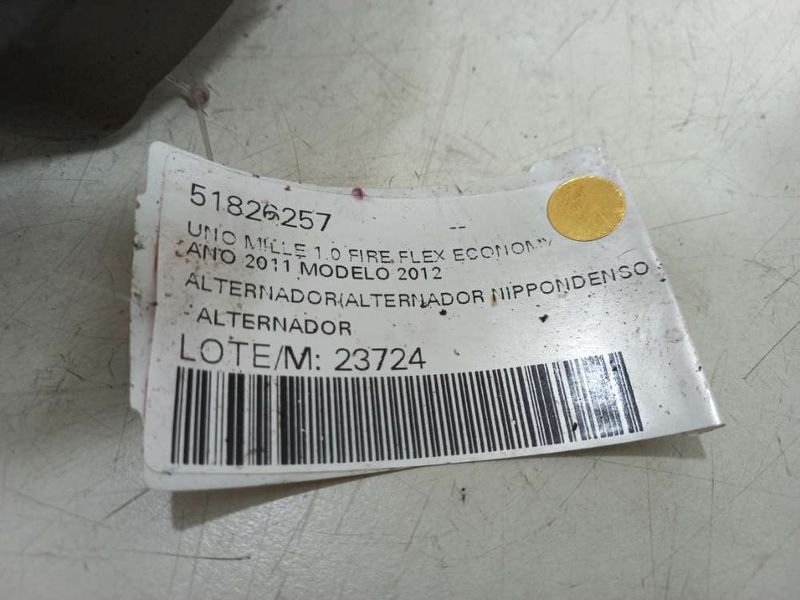 51826257 --
UNO MILLE 1.0 FIRE FLEX ECONOMY
ANO 2011 MODELO 2012
ALTERNADOR(ALTERNADOR NIPPONDENSO
- ALTERNADOR
LOTE/M: 23724